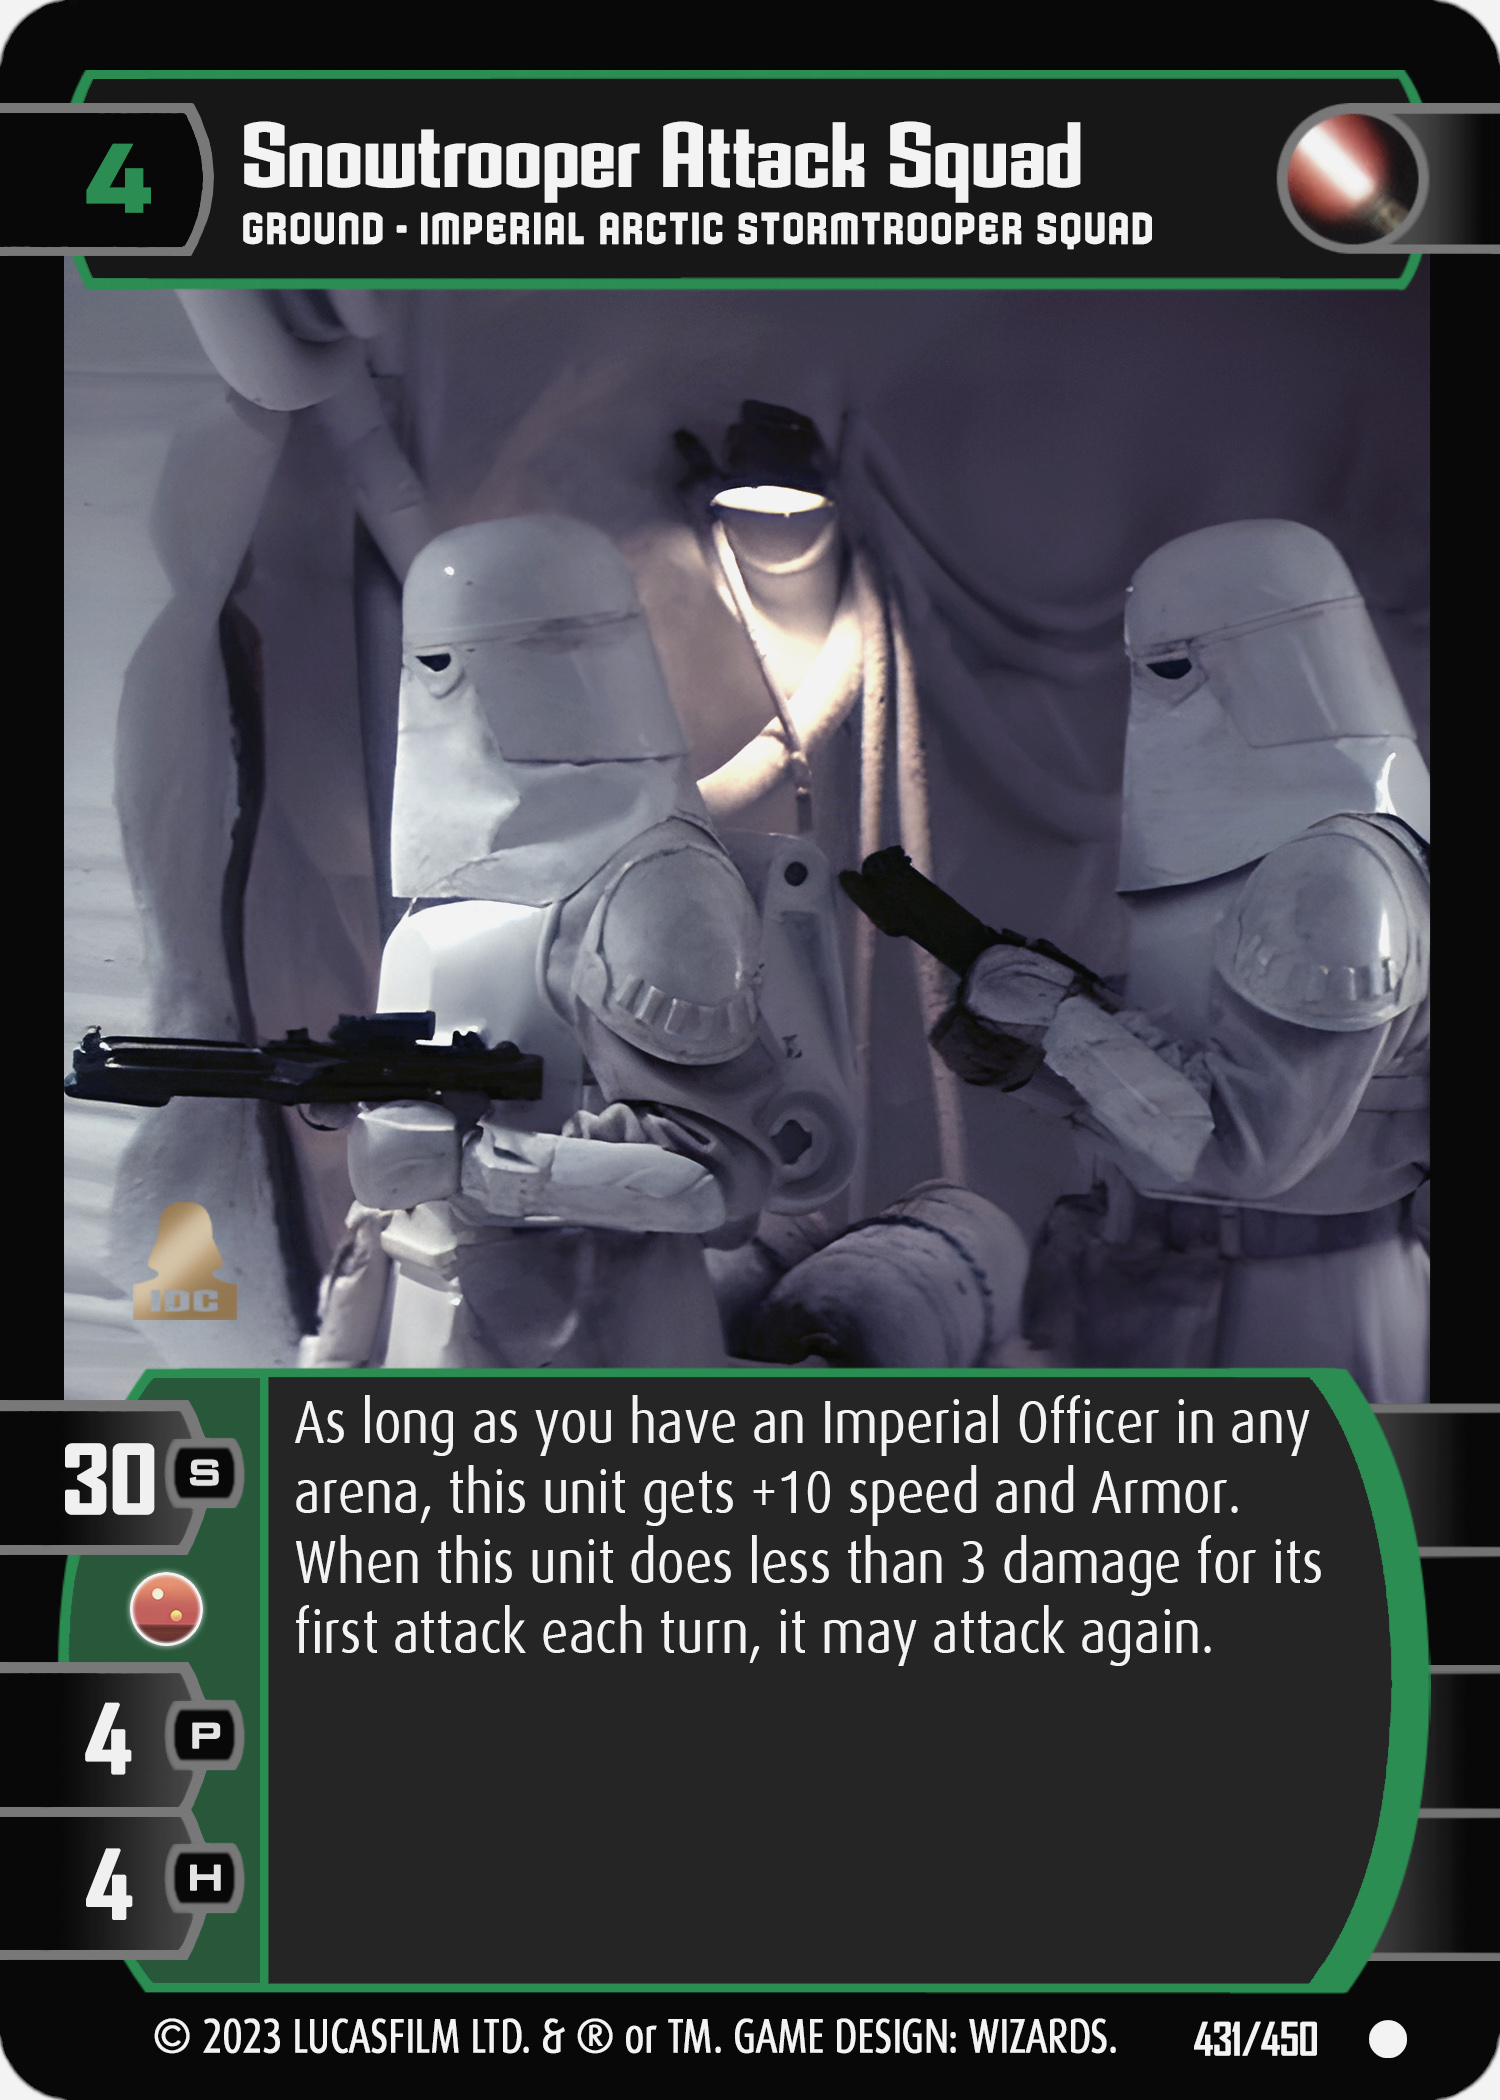 4
Snowtrooper Attack Squad
GROUND - IMPERIAL ARCTIC STORMTROOPER SQUAD
IDC
30 S
4 P
4 H
As long as you have an Imperial Officer in any
arena, this unit gets +10 speed and Armor.
When this unit does less than 3 damage for its
first attack each turn, it may attack again.
© 2023 LUCASFILM LTD. & ® or TM. GAME DESIGN: WIZARDS. 431/450